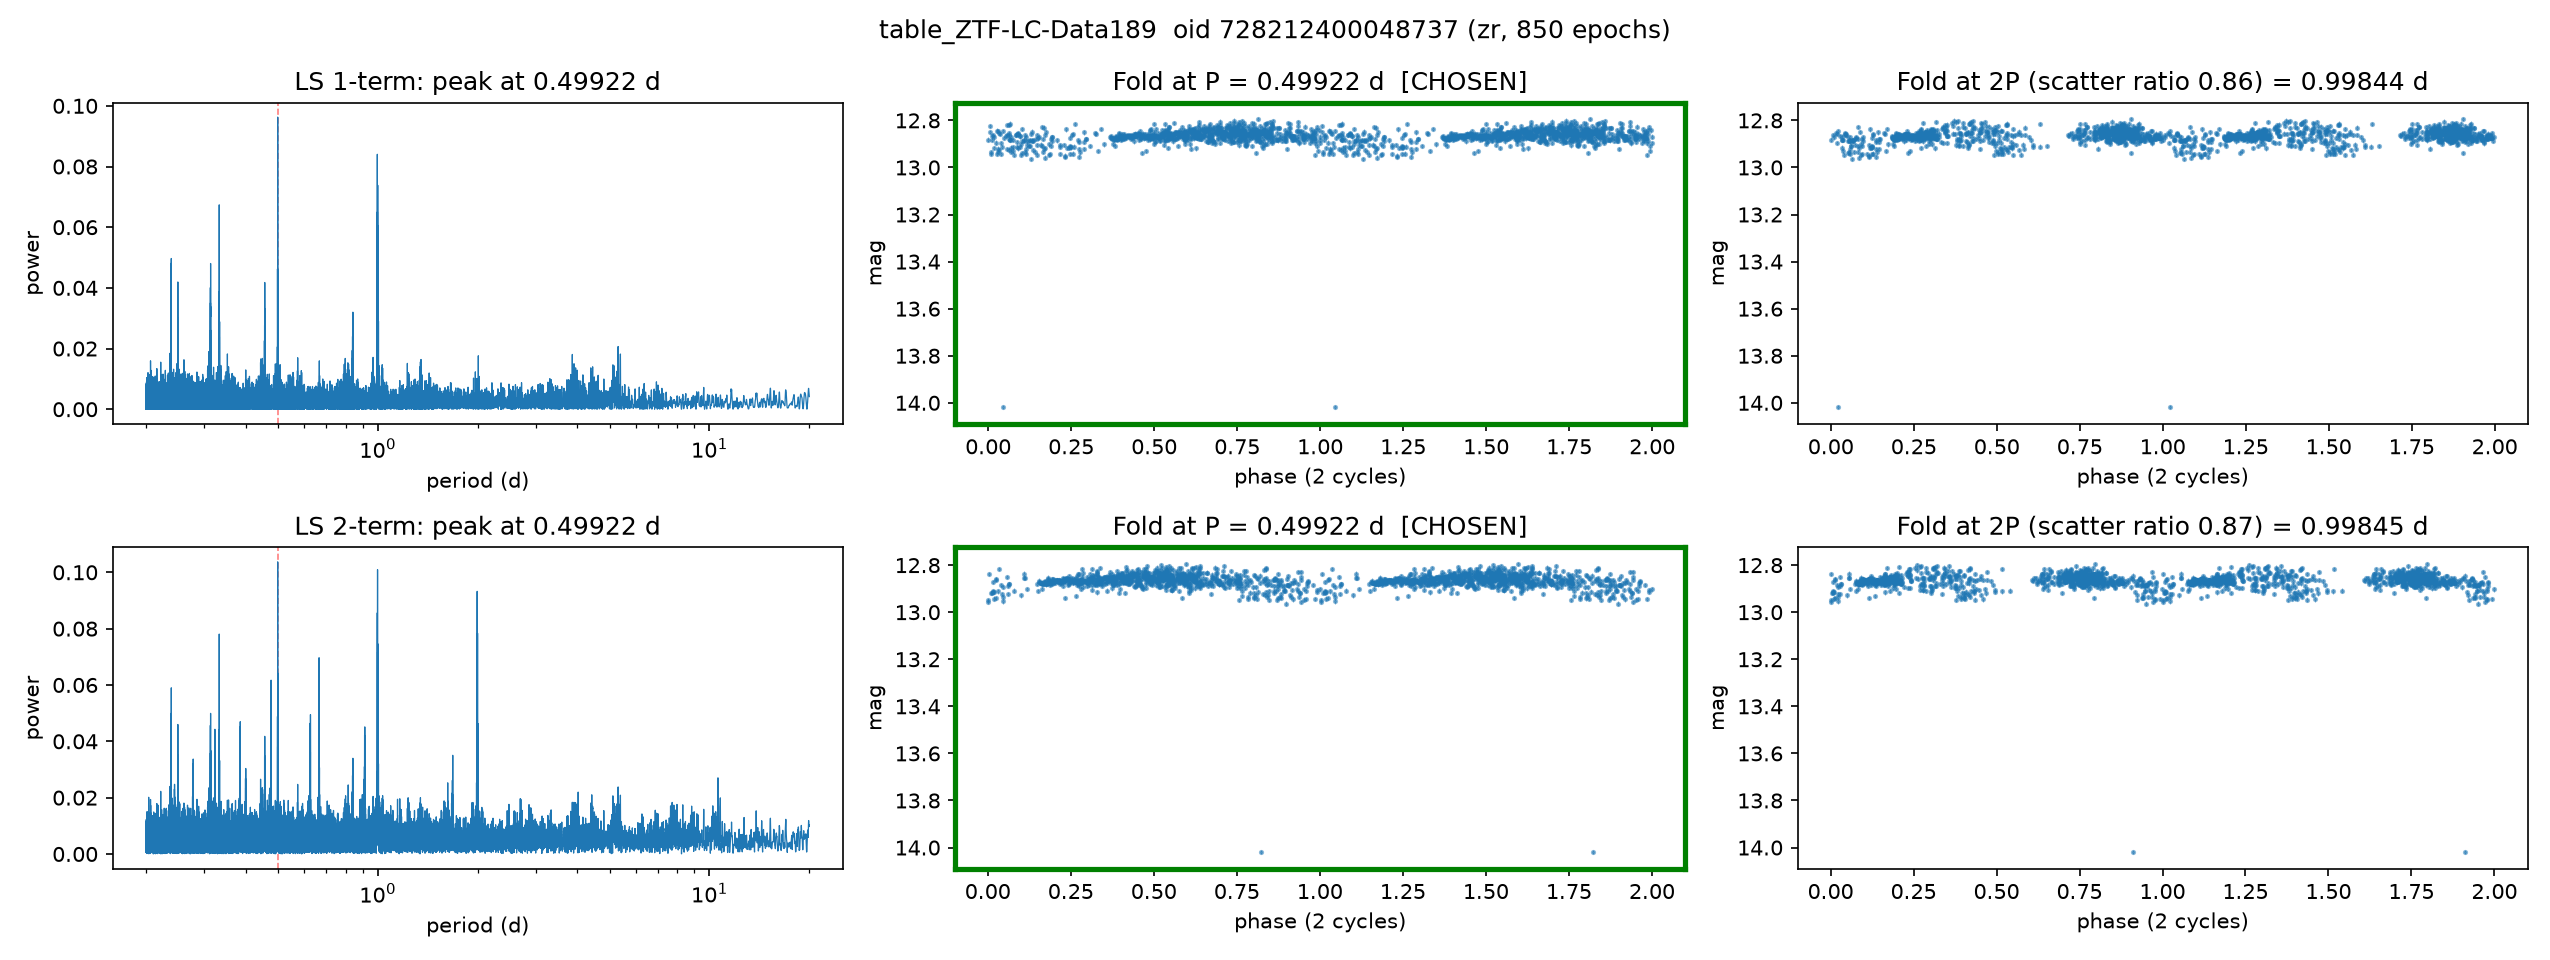 table_ZTF-LC-Data189  oid 728212400048737 (zr, 850 epochs)
LS 1-term: peak at 0.49922 d
0.10
0.08
0.06
0.04
0.02
0.00
power
10⁰
10¹
period (d)
Fold at P = 0.49922 d  [CHOSEN]
12.8
13.0
13.2
13.4
13.6
13.8
14.0
mag
0.00 0.25 0.50 0.75 1.00 1.25 1.50 1.75 2.00
phase (2 cycles)
Fold at 2P (scatter ratio 0.86) = 0.99844 d
12.8
13.0
13.2
13.4
13.6
13.8
14.0
mag
0.00 0.25 0.50 0.75 1.00 1.25 1.50 1.75 2.00
phase (2 cycles)
LS 2-term: peak at 0.49922 d
0.10
0.08
0.06
0.04
0.02
0.00
power
10⁰
10¹
period (d)
Fold at P = 0.49922 d  [CHOSEN]
12.8
13.0
13.2
13.4
13.6
13.8
14.0
mag
0.00 0.25 0.50 0.75 1.00 1.25 1.50 1.75 2.00
phase (2 cycles)
Fold at 2P (scatter ratio 0.87) = 0.99845 d
12.8
13.0
13.2
13.4
13.6
13.8
14.0
mag
0.00 0.25 0.50 0.75 1.00 1.25 1.50 1.75 2.00
phase (2 cycles)